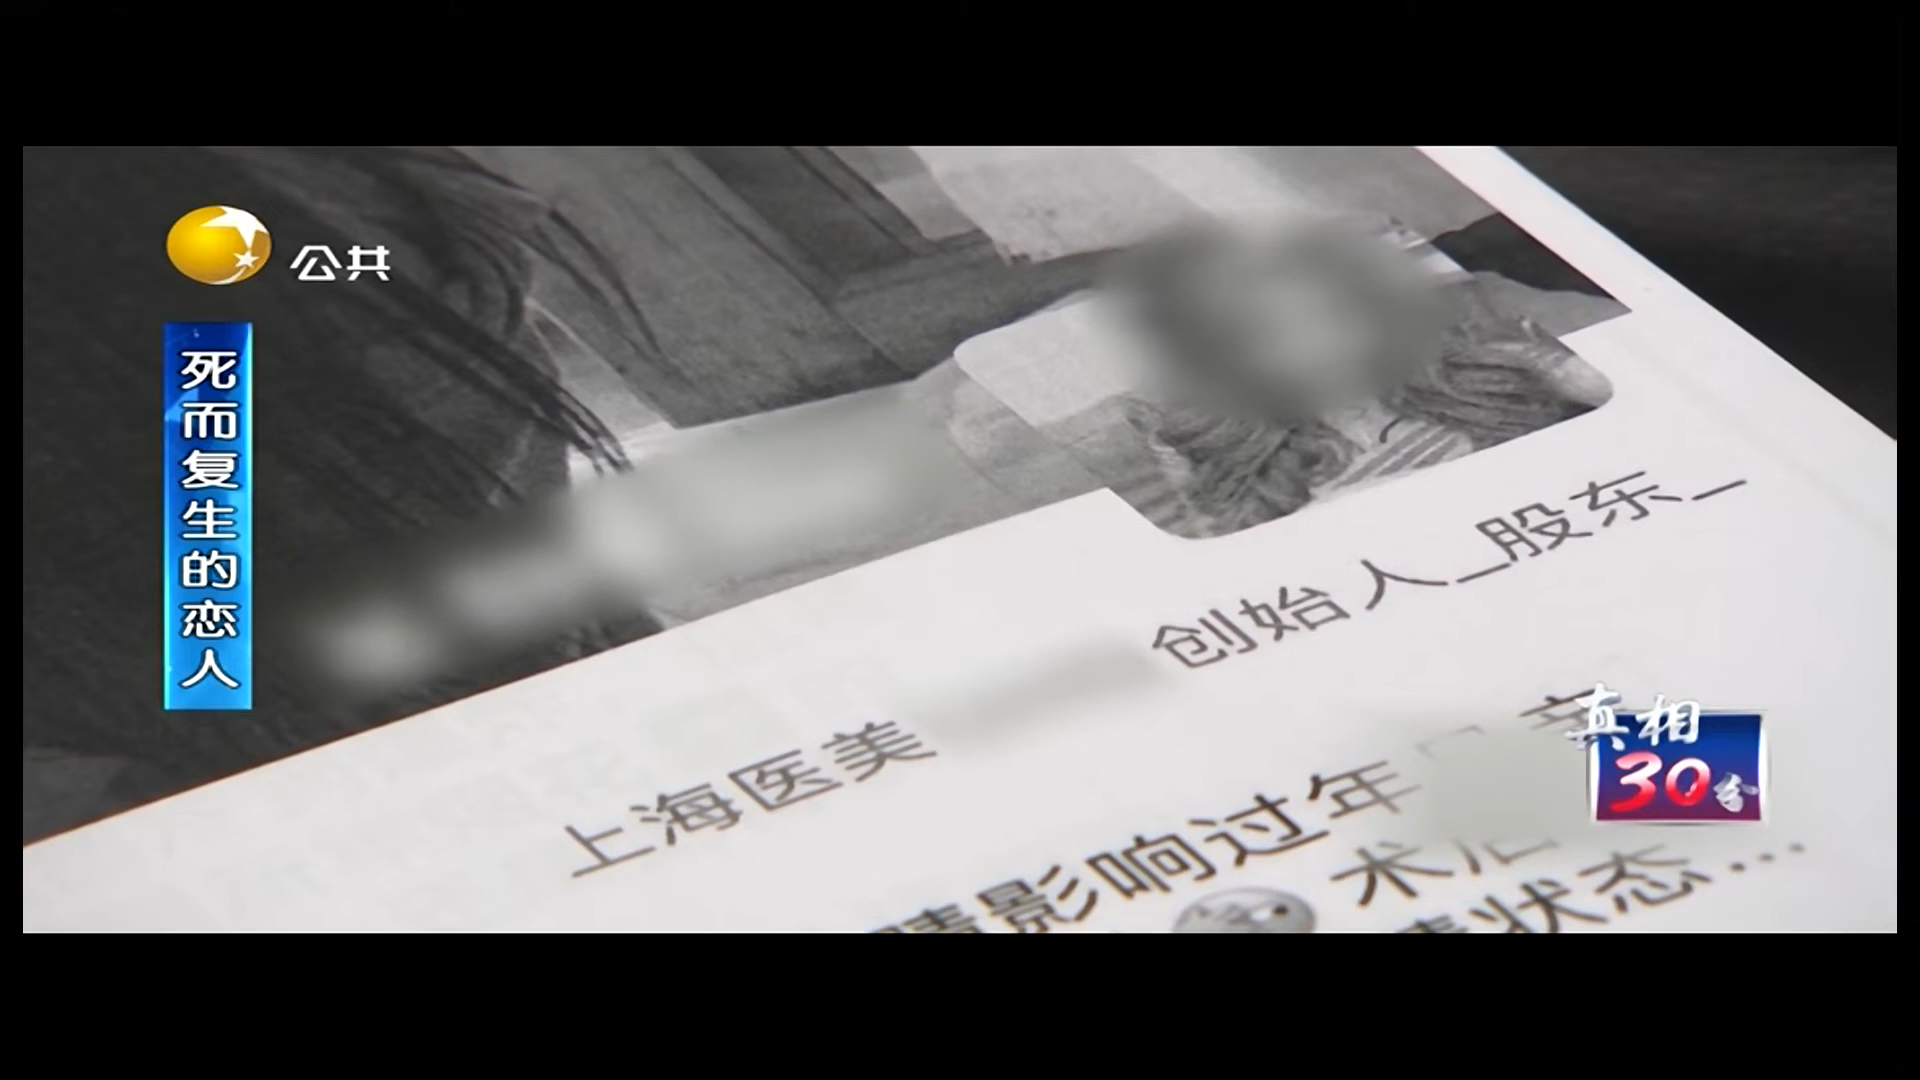 公共
死而复生的恋人
创始人_股东_
上海医美
真相
30分
影响过年
术后
状态...